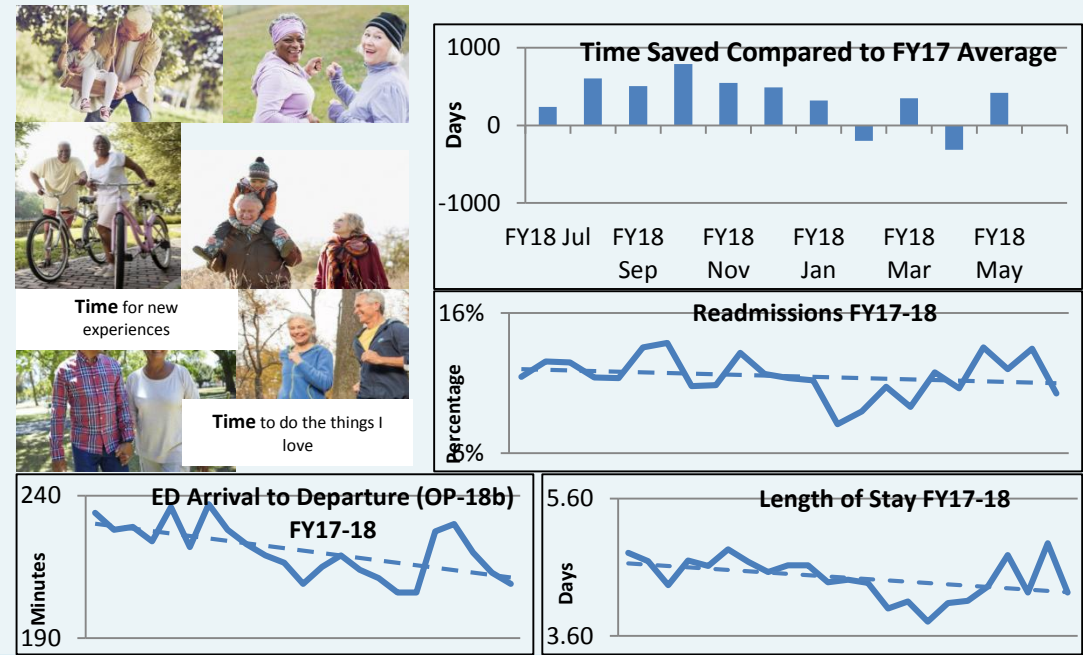 Time for new
experiences
Time to do the things I
love
Time Saved Compared to FY17 Average
Days
1000
0
-1000
FY18 Jul
FY18
Sep
FY18
Nov
FY18
Jan
FY18
Mar
FY18
May
Readmissions FY17-18
Percentage
16%
6%
ED Arrival to Departure (OP-18b)
FY17-18
Minutes
240
190
Length of Stay FY17-18
Days
5.60
3.60